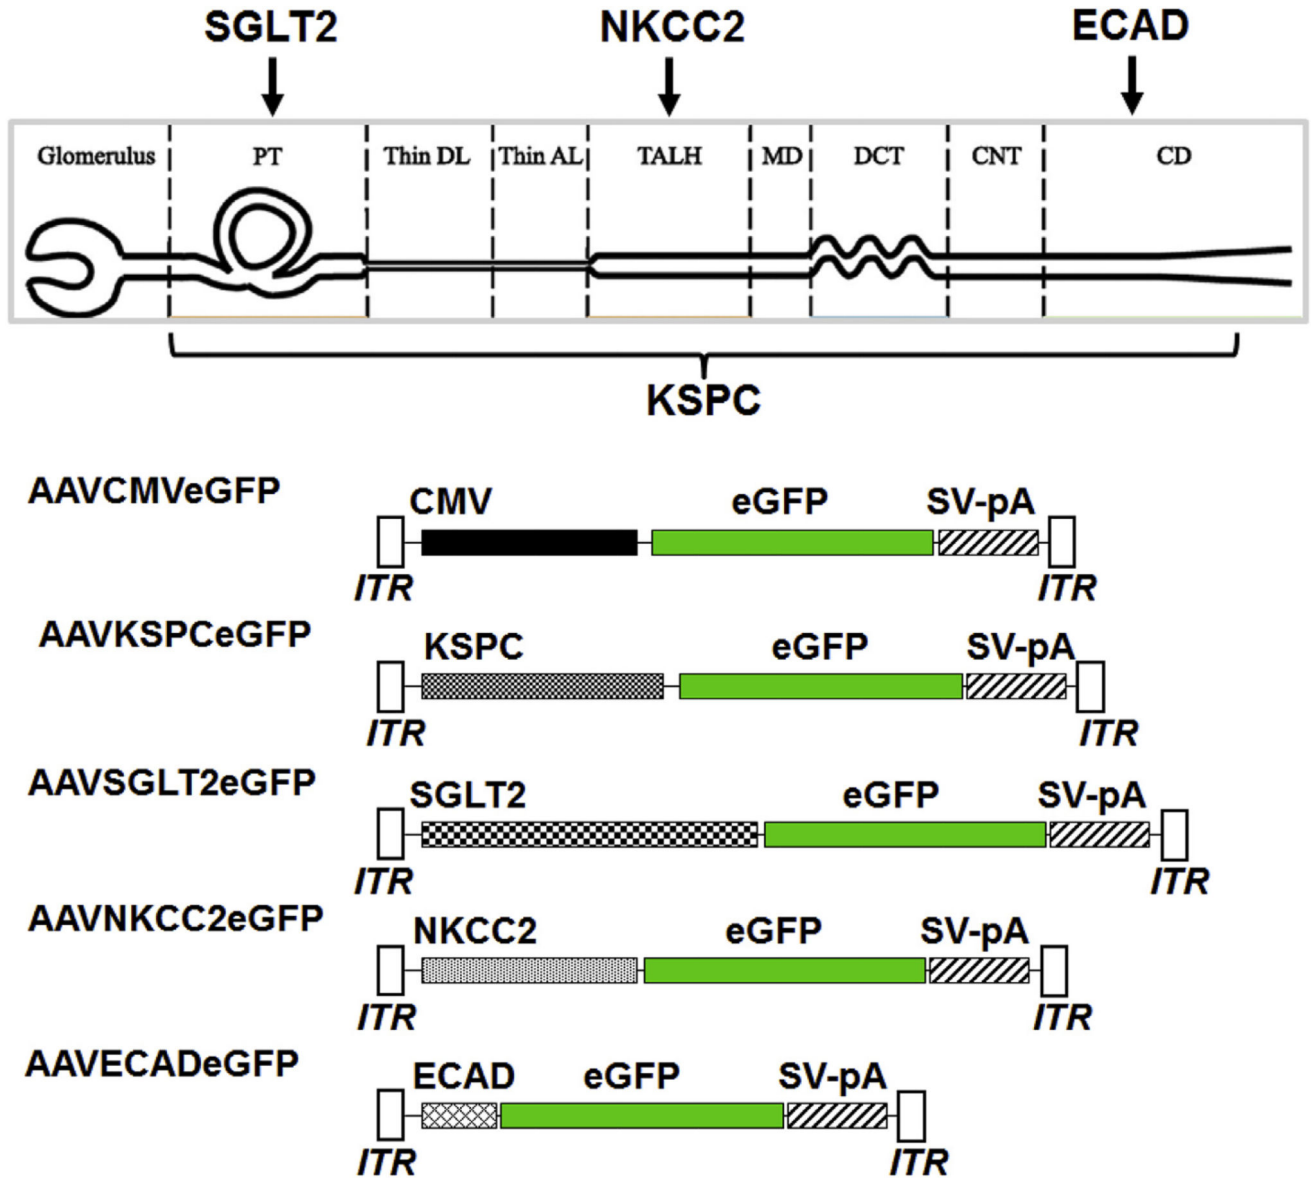 SGLT2 NKCC2 ECAD
Glomerulus PT Thin DL Thin AL TALH MD DCT CNT CD
KSPC
AAVCMVeGFP
CMV eGFP SV-pA
ITR ITR
AAVKSPCeGFP
KSPC eGFP SV-pA
ITR ITR
AAVSGLT2eGFP
SGLT2 eGFP SV-pA
ITR ITR
AAVNKCC2eGFP
NKCC2 eGFP SV-pA
ITR ITR
AAVECADeGFP
ECAD eGFP SV-pA
ITR ITR